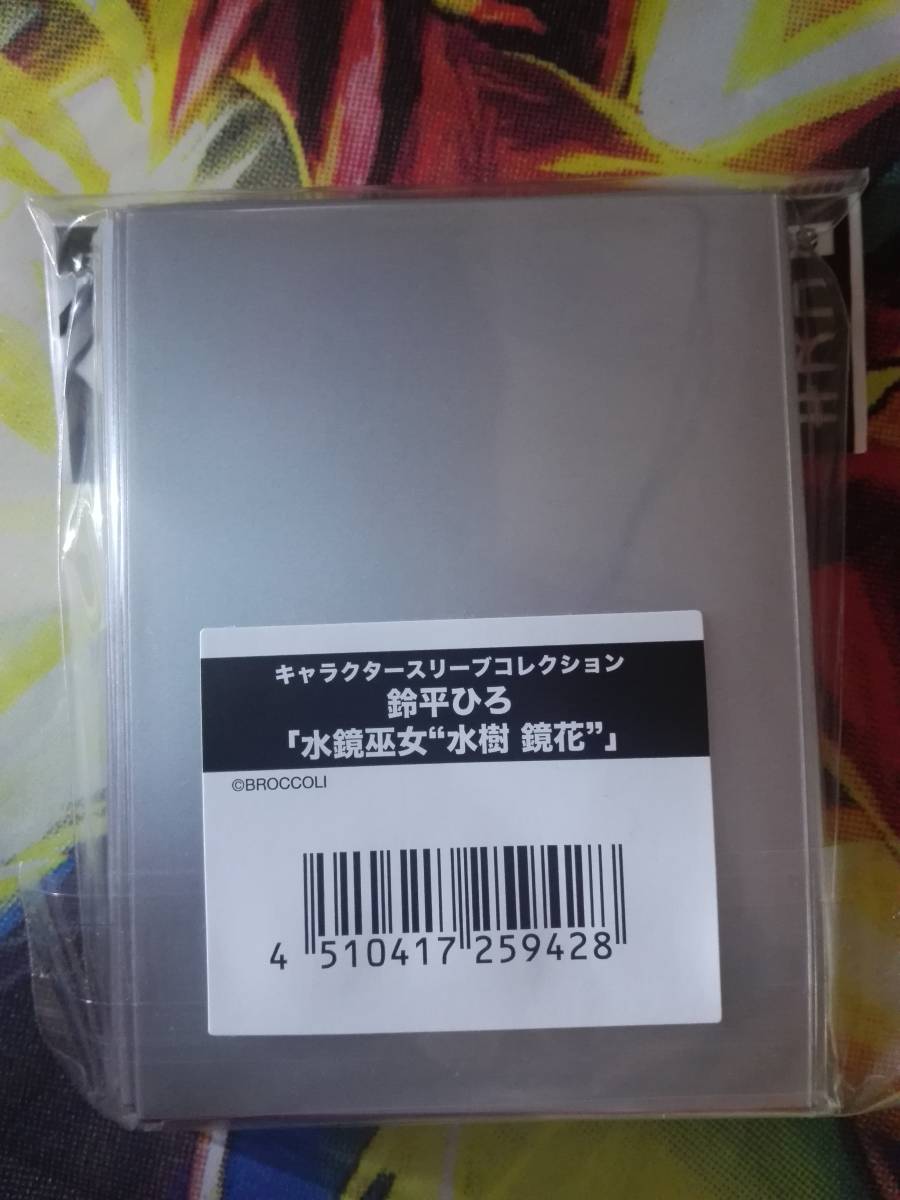 キャラクタースリーブコレクション
鈴平ひろ
「水鏡巫女“水樹 鏡花”」
©BROCCOLI
4 510417 259428